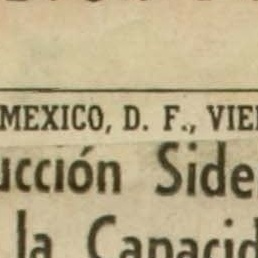 MEXICO, D. F., VIE
ucción Side
la Capacid